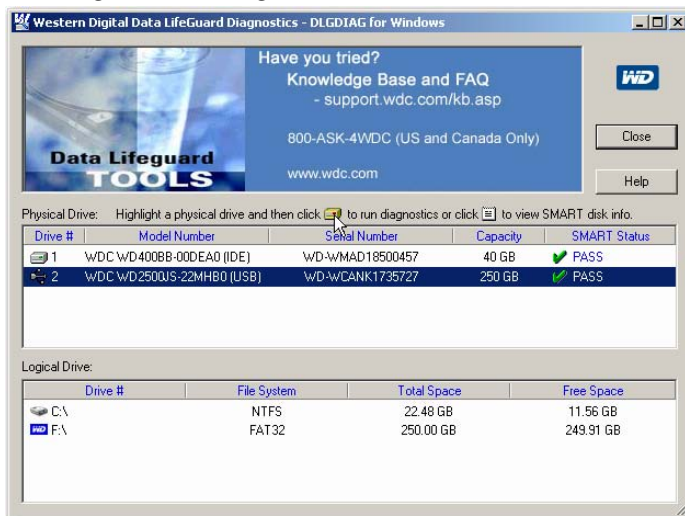 Western Digital Data LifeGuard Diagnostics - DLGDIAG for Windows
Have you tried?
Knowledge Base and FAQ
- support.wdc.com/kb.asp
800-ASK-4WDC (US and Canada Only)
www.wdc.com
Data Lifeguard
TOOLS
WD
Close
Help
Physical Drive: Highlight a physical drive and then click to run diagnostics or click to view SMART disk info.
Drive # Model Number Serial Number Capacity SMART Status
1 WDC WD400BB-00DEA0 (IDE) WD-WMAD18500457 40 GB PASS
2 WDC WD2500JS-22MHB0 (USB) WD-WCANK1735727 250 GB PASS
Logical Drive:
Drive # File System Total Space Free Space
C:\ NTFS 22.48 GB 11.56 GB
WD F:\ FAT32 250.00 GB 249.91 GB